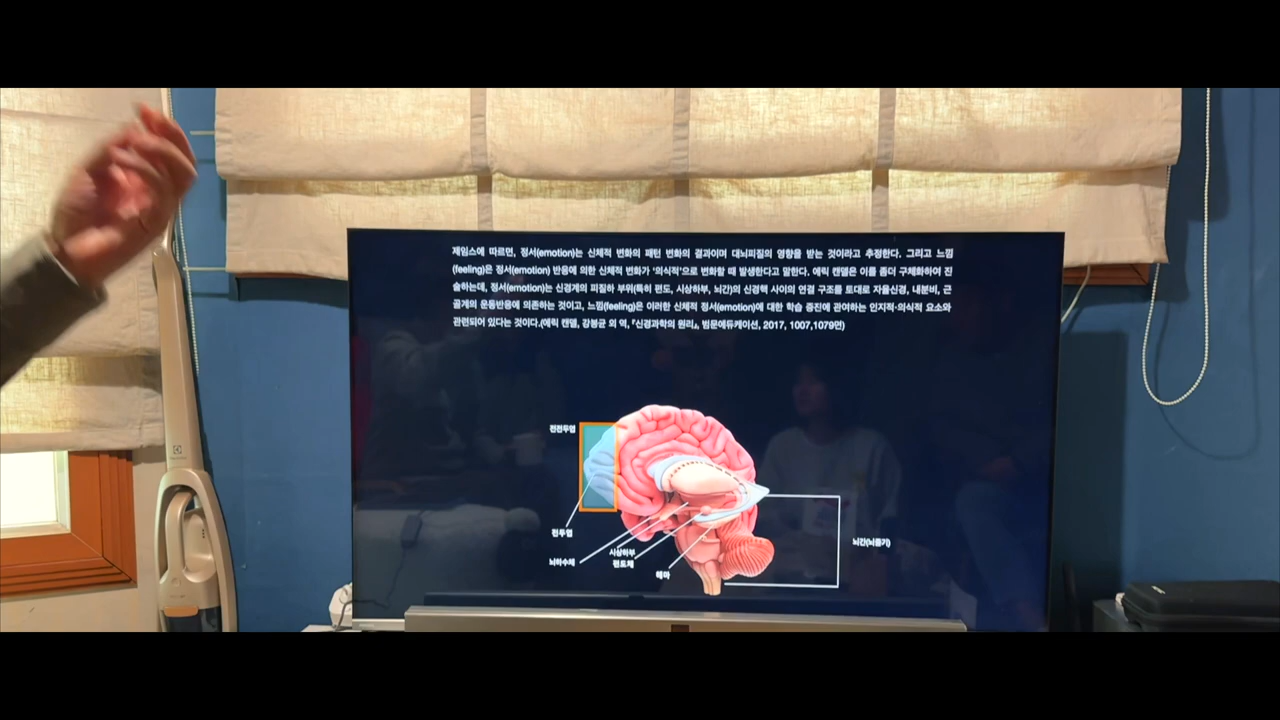 제임스에 따르면, 정서(emotion)는 신체적 변화의 패턴 변화의 결과이며 대뇌피질의 영향을 받는 것이라고 추정한다. 그리고 느낌
(feeling)은 정서(emotion) 반응에 의한 신체적 변화가 '의식적'으로 변화할 때 발생한다고 말한다. 에릭 캔델은 이를 좀더 구체화하여 진
술하는데, 정서(emotion)는 신경계의 피질하 부위(특히 편도, 시상하부, 뇌간)의 신경핵 사이의 연결 구조를 토대로 자율신경, 내분비, 근
골계의 운동반응에 의존하는 것이고, 느낌(feeling)은 이러한 신체적 정서(emotion)에 대한 학습 증진에 관여하는 인지적·의식적 요소와
관련되어 있다는 것이다.(에릭 캔델, 강봉균 외 역, 『신경과학의 원리』, 범문에듀케이션, 2017, 1007,1079면)
전전두엽
전두엽
뇌하수체
시상하부
편도체
해마
뇌간(뇌줄기)
Electrolux